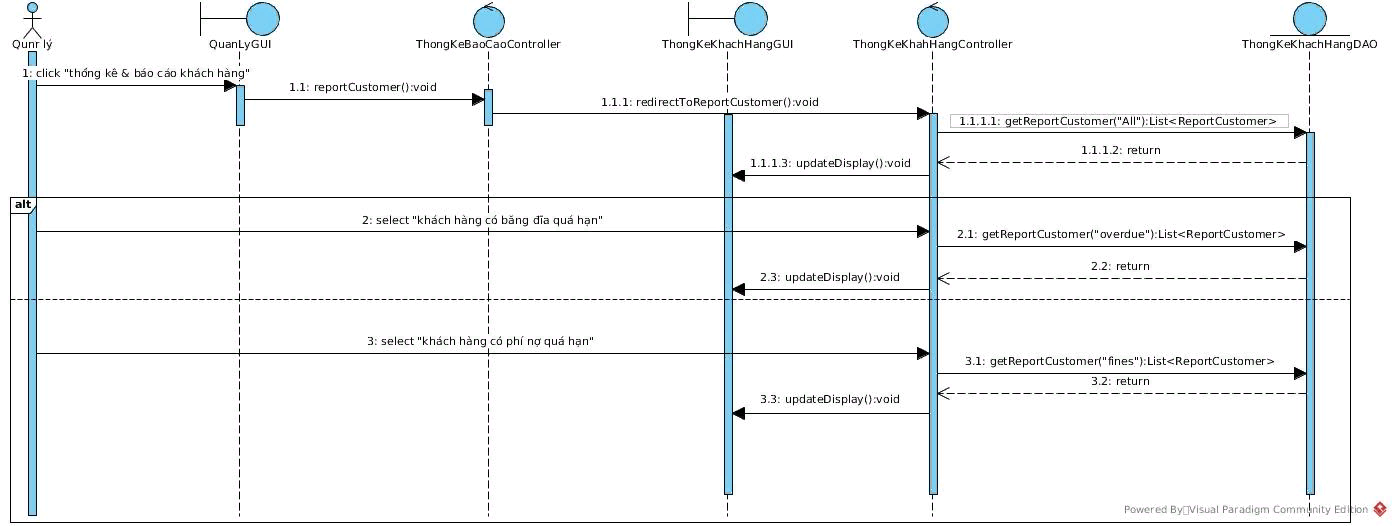 Qunr lý
QuanLyGUI
ThongKeBaoCaoController
ThongKeKhachHangGUI
ThongKeKhahHangController
ThongKeKhachHangDAO
1: click "thống kê & báo cáo khách hàng"
1.1: reportCustomer():void
1.1.1: redirectToReportCustomer():void
1.1.1.1: getReportCustomer("All"):List<ReportCustomer>
1.1.1.2: return
1.1.1.3: updateDisplay():void
alt
2: select "khách hàng có băng đĩa quá hạn"
2.1: getReportCustomer("overdue"):List<ReportCustomer>
2.2: return
2.3: updateDisplay():void
3: select "khách hàng có phí nợ quá hạn"
3.1: getReportCustomer("fines"):List<ReportCustomer>
3.2: return
3.3: updateDisplay():void
Powered By Visual Paradigm Community Edition